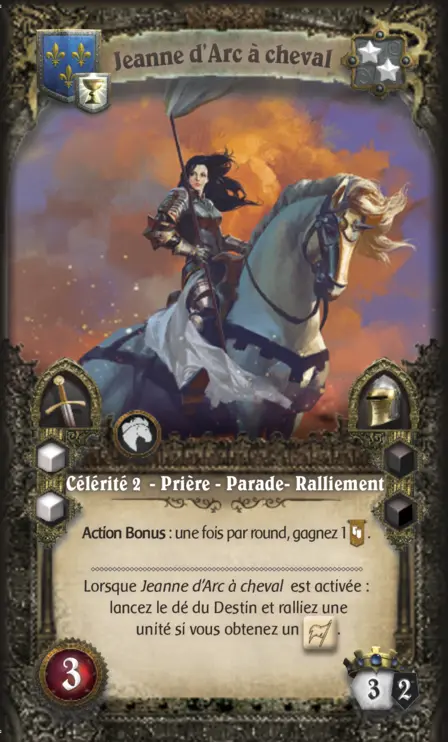 Jeanne d'Arc à cheval
Célérité 2 - Prière - Parade- Ralliement
Action Bonus : une fois par round, gagnez 1 .
Lorsque Jeanne d'Arc à cheval est activée :
lancez le dé du Destin et ralliez une
unité si vous obtenez un .
3
3 2